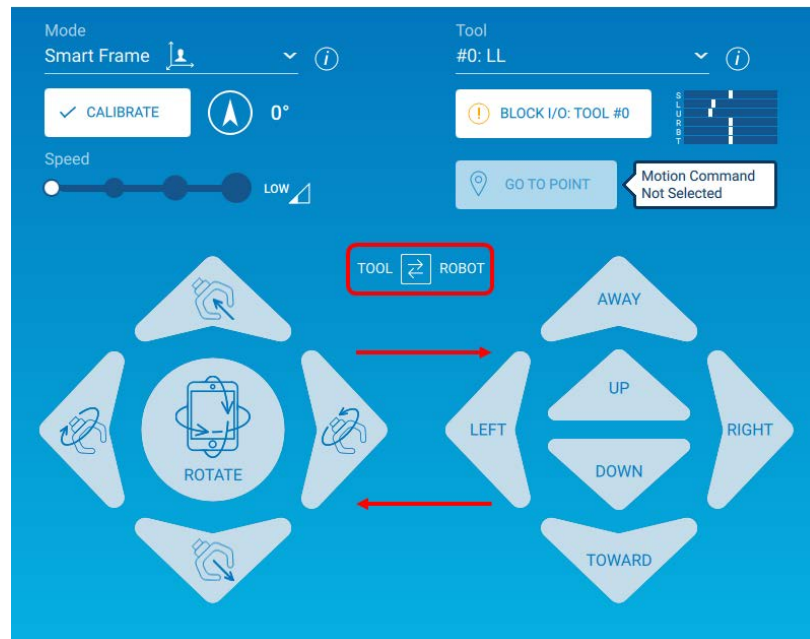 Mode
Smart Frame
Tool
#0: LL
CALIBRATE
0°
BLOCK I/O: TOOL #0
S
L
U
R
B
T
Speed
LOW
GO TO POINT
Motion Command
Not Selected
TOOL
ROBOT
AWAY
UP
LEFT
RIGHT
ROTATE
DOWN
TOWARD